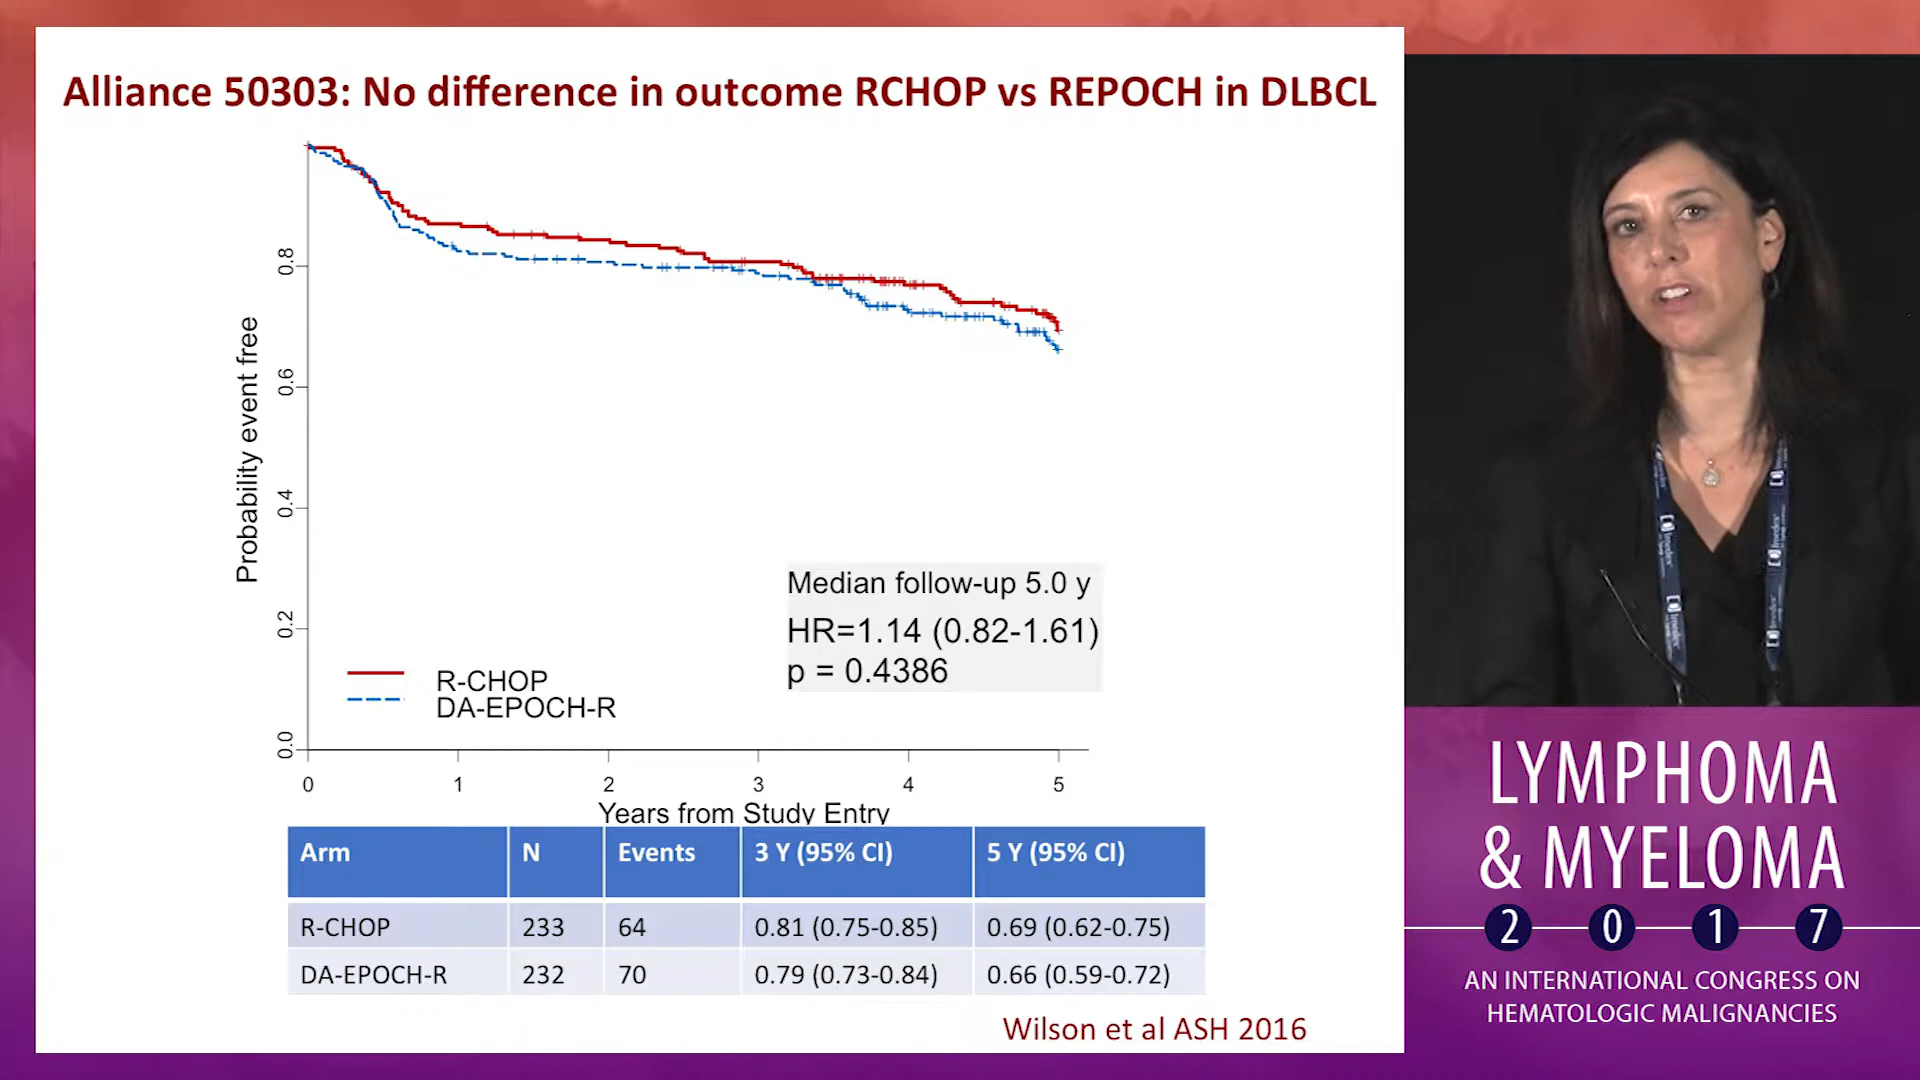 Alliance 50303: No difference in outcome RCHOP vs REPOCH in DLBCL
Probability event free
0.8
0.6
0.4
0.2
0.0
Median follow-up 5.0 y
HR=1.14 (0.82-1.61)
p = 0.4386
R-CHOP
DA-EPOCH-R
0 1 2 3 4 5
Years from Study Entry
Arm N Events 3 Y (95% CI) 5 Y (95% CI)
R-CHOP 233 64 0.81 (0.75-0.85) 0.69 (0.62-0.75)
DA-EPOCH-R 232 70 0.79 (0.73-0.84) 0.66 (0.59-0.72)
Wilson et al ASH 2016
LYMPHOMA
& MYELOMA
2 0 1 7
AN INTERNATIONAL CONGRESS ON
HEMATOLOGIC MALIGNANCIES